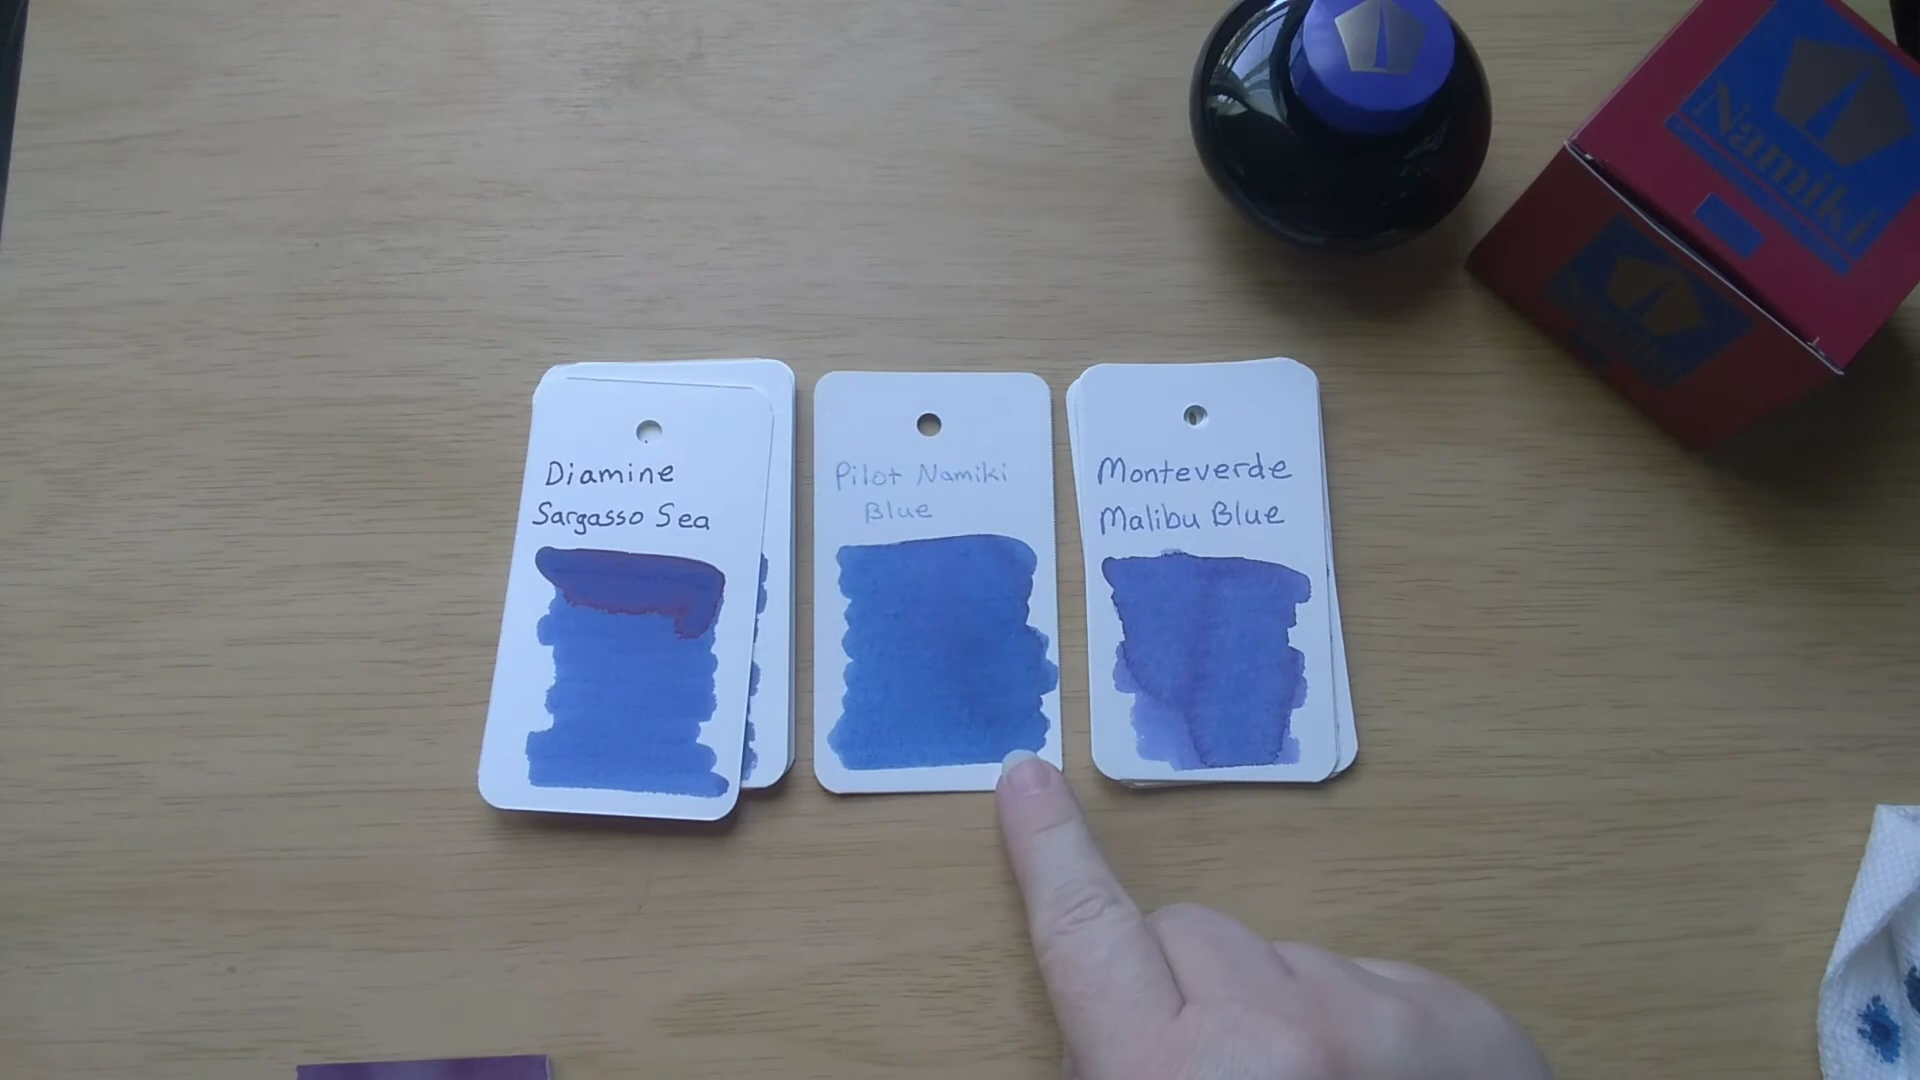 Diamine
Sargasso Sea
Pilot Namiki
Blue
Monteverde
Malibu Blue
Namiki